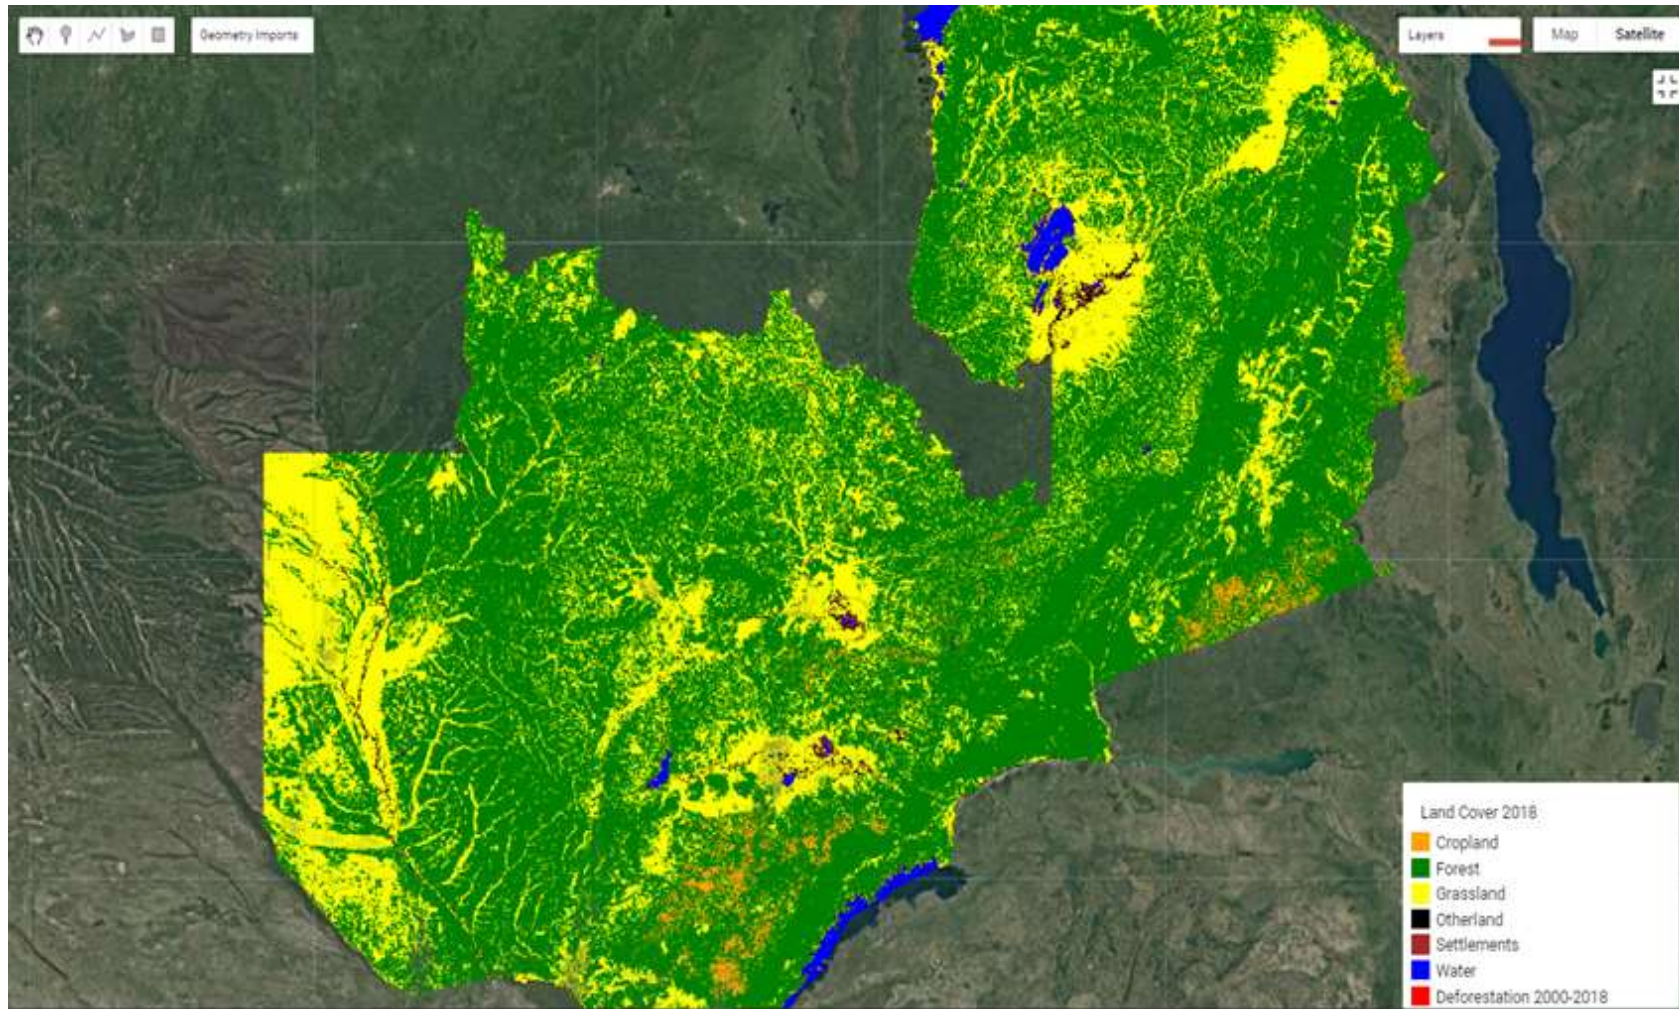 Geometry Imports
Layers
Map
Satellite
Land Cover 2018
Cropland
Forest
Grassland
Otherland
Settlements
Water
Deforestation 2000-2018